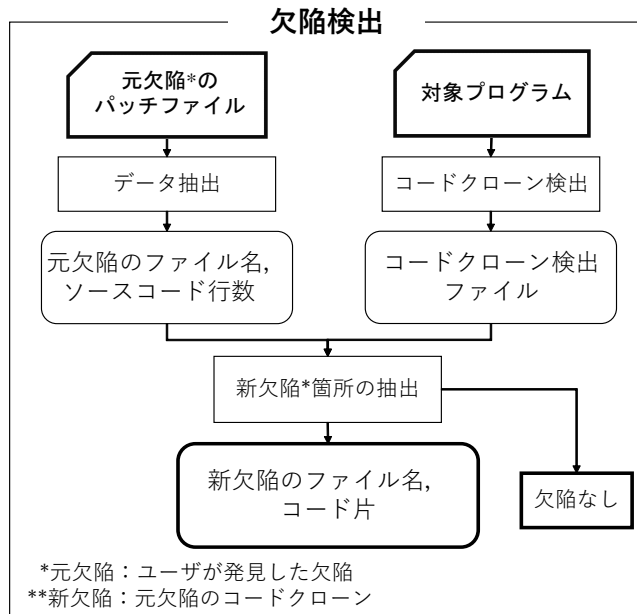 欠陥検出
元欠陥*の
パッチファイル
対象プログラム
データ抽出
コードクローン検出
元欠陥のファイル名,
ソースコード行数
コードクローン検出
ファイル
新欠陥*箇所の抽出
新欠陥のファイル名,
コード片
欠陥なし
*元欠陥：ユーザが発見した欠陥
**新欠陥：元欠陥のコードクローン